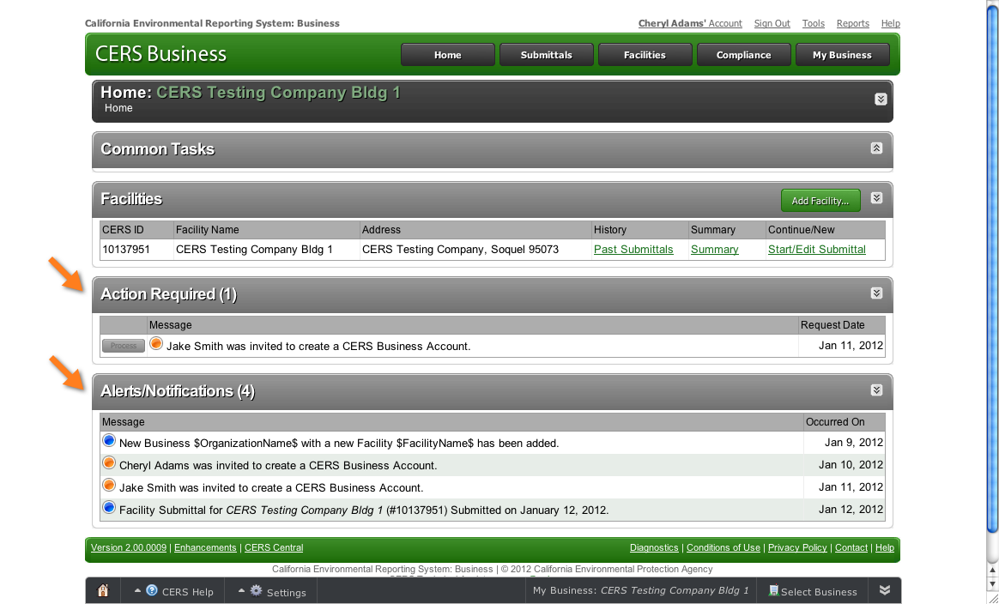 California Environmental Reporting System: Business
Cheryl Adams' Account Sign Out Tools Reports Help
CERS Business
Home Submittals Facilities Compliance My Business
Home: CERS Testing Company Bldg 1
Home
Common Tasks
Facilities
Add Facility...
CERS ID Facility Name Address History Summary Continue/New
10137951 CERS Testing Company Bldg 1 CERS Testing Company, Soquel 95073 Past Submittals Summary Start/Edit Submittal
Action Required (1)
Message Request Date
Process Jake Smith was invited to create a CERS Business Account. Jan 11, 2012
Alerts/Notifications (4)
Message Occurred On
New Business $OrganizationName$ with a new Facility $FacilityName$ has been added. Jan 9, 2012
Cheryl Adams was invited to create a CERS Business Account. Jan 10, 2012
Jake Smith was invited to create a CERS Business Account. Jan 11, 2012
Facility Submittal for CERS Testing Company Bldg 1 (#10137951) Submitted on January 12, 2012. Jan 12, 2012
Version 2.00.0009 | Enhancements | CERS Central Diagnostics | Conditions of Use | Privacy Policy | Contact | Help
California Environmental Reporting System: Business | © 2012 California Environmental Protection Agency
CERS Help Settings My Business: CERS Testing Company Bldg 1 Select Business